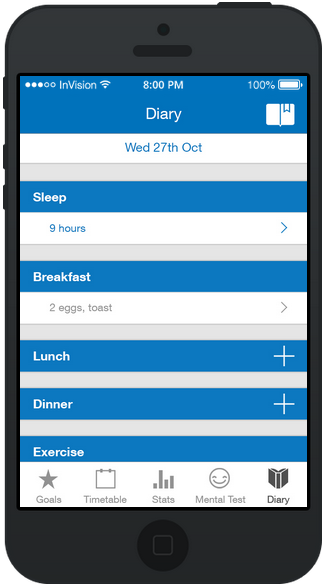 InVision 8:00 PM 100%
Diary
Wed 27th Oct
Sleep
9 hours
Breakfast
2 eggs, toast
Lunch
Dinner
Exercise
Goals Timetable Stats Mental Test Diary